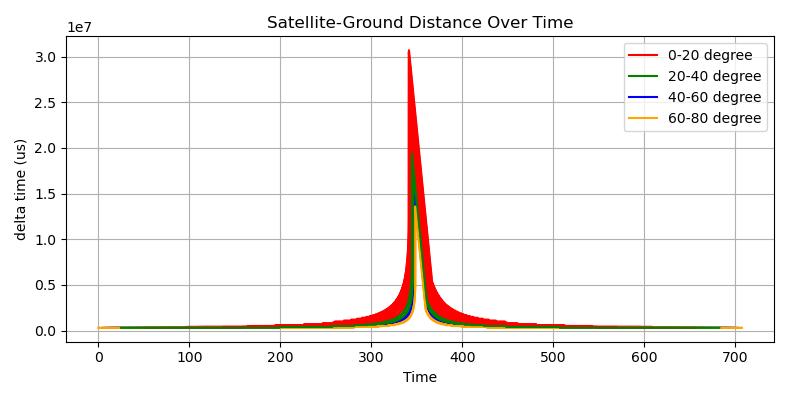 Satellite-Ground Distance Over Time
1e7
3.0
2.5
2.0
1.5
1.0
0.5
0.0
delta time (us)
0-20 degree
20-40 degree
40-60 degree
60-80 degree
0 100 200 300 400 500 600 700
Time